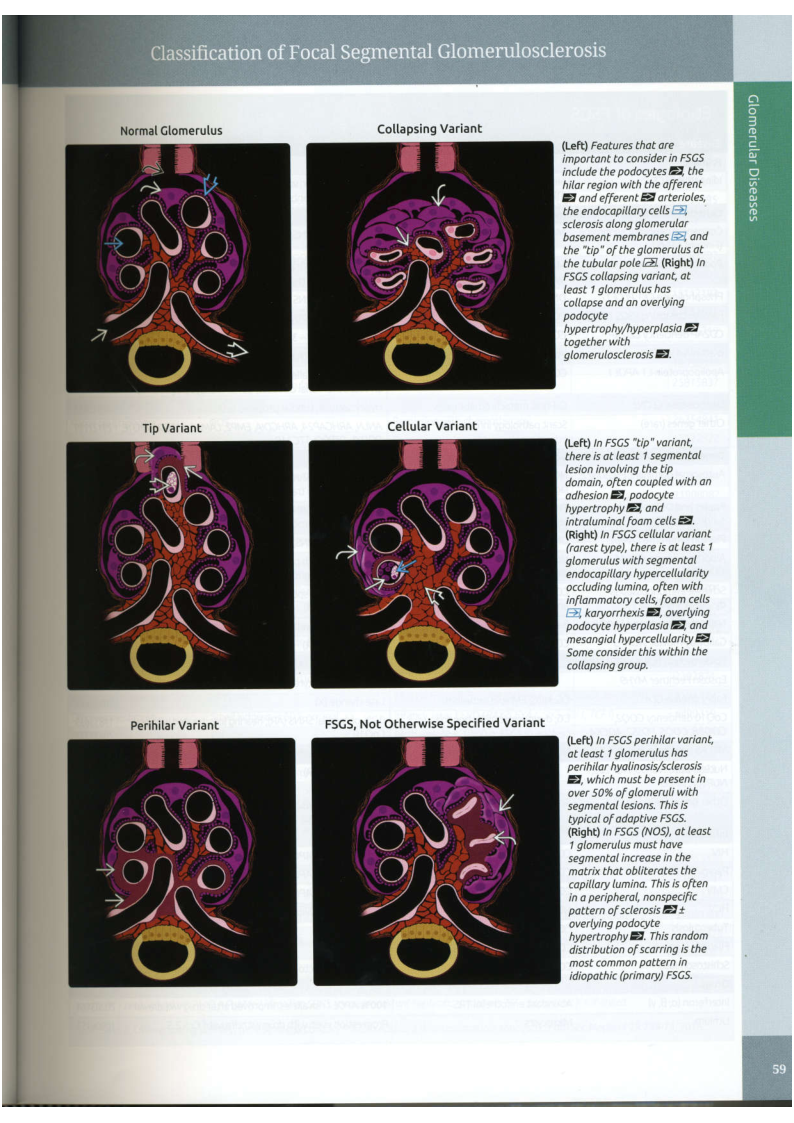 Classification of Focal Segmental Glomerulosclerosis
Glomerular Diseases
Normal Glomerulus
Collapsing Variant
(Left) Features that are
important to consider in FSGS
include the podocytes, the
hilar region with the afferent
and efferent arterioles,
the endocapillary cells,
sclerosis along glomerular
basement membranes, and
the "tip" of the glomerulus at
the tubular pole. (Right) In
FSGS collapsing variant, at
least 1 glomerulus has
collapse and an overlying
podocyte
hypertrophy/hyperplasia
together with
glomerulosclerosis.
Tip Variant
Cellular Variant
(Left) In FSGS "tip" variant,
there is at least 1 segmental
lesion involving the tip
domain, often coupled with an
adhesion, podocyte
hypertrophy, and
intraluminal foam cells.
(Right) In FSGS cellular variant
(rarest type), there is at least 1
glomerulus with segmental
endocapillary hypercellularity
occluding lumina, often with
inflammatory cells, foam cells
, karyorrhexis, overlying
podocyte hyperplasia, and
mesangial hypercellularity.
Some consider this within the
collapsing group.
Perihilar Variant
FSGS, Not Otherwise Specified Variant
(Left) In FSGS perihilar variant,
at least 1 glomerulus has
perihilar hyalinosis/sclerosis
, which must be present in
over 50% of glomeruli with
segmental lesions. This is
typical of adaptive FSGS.
(Right) In FSGS (NOS), at least
1 glomerulus must have
segmental increase in the
matrix that obliterates the
capillary lumina. This is often
in a peripheral, nonspecific
pattern of sclerosis ±
overlying podocyte
hypertrophy. This random
distribution of scarring is the
most common pattern in
idiopathic (primary) FSGS.
59